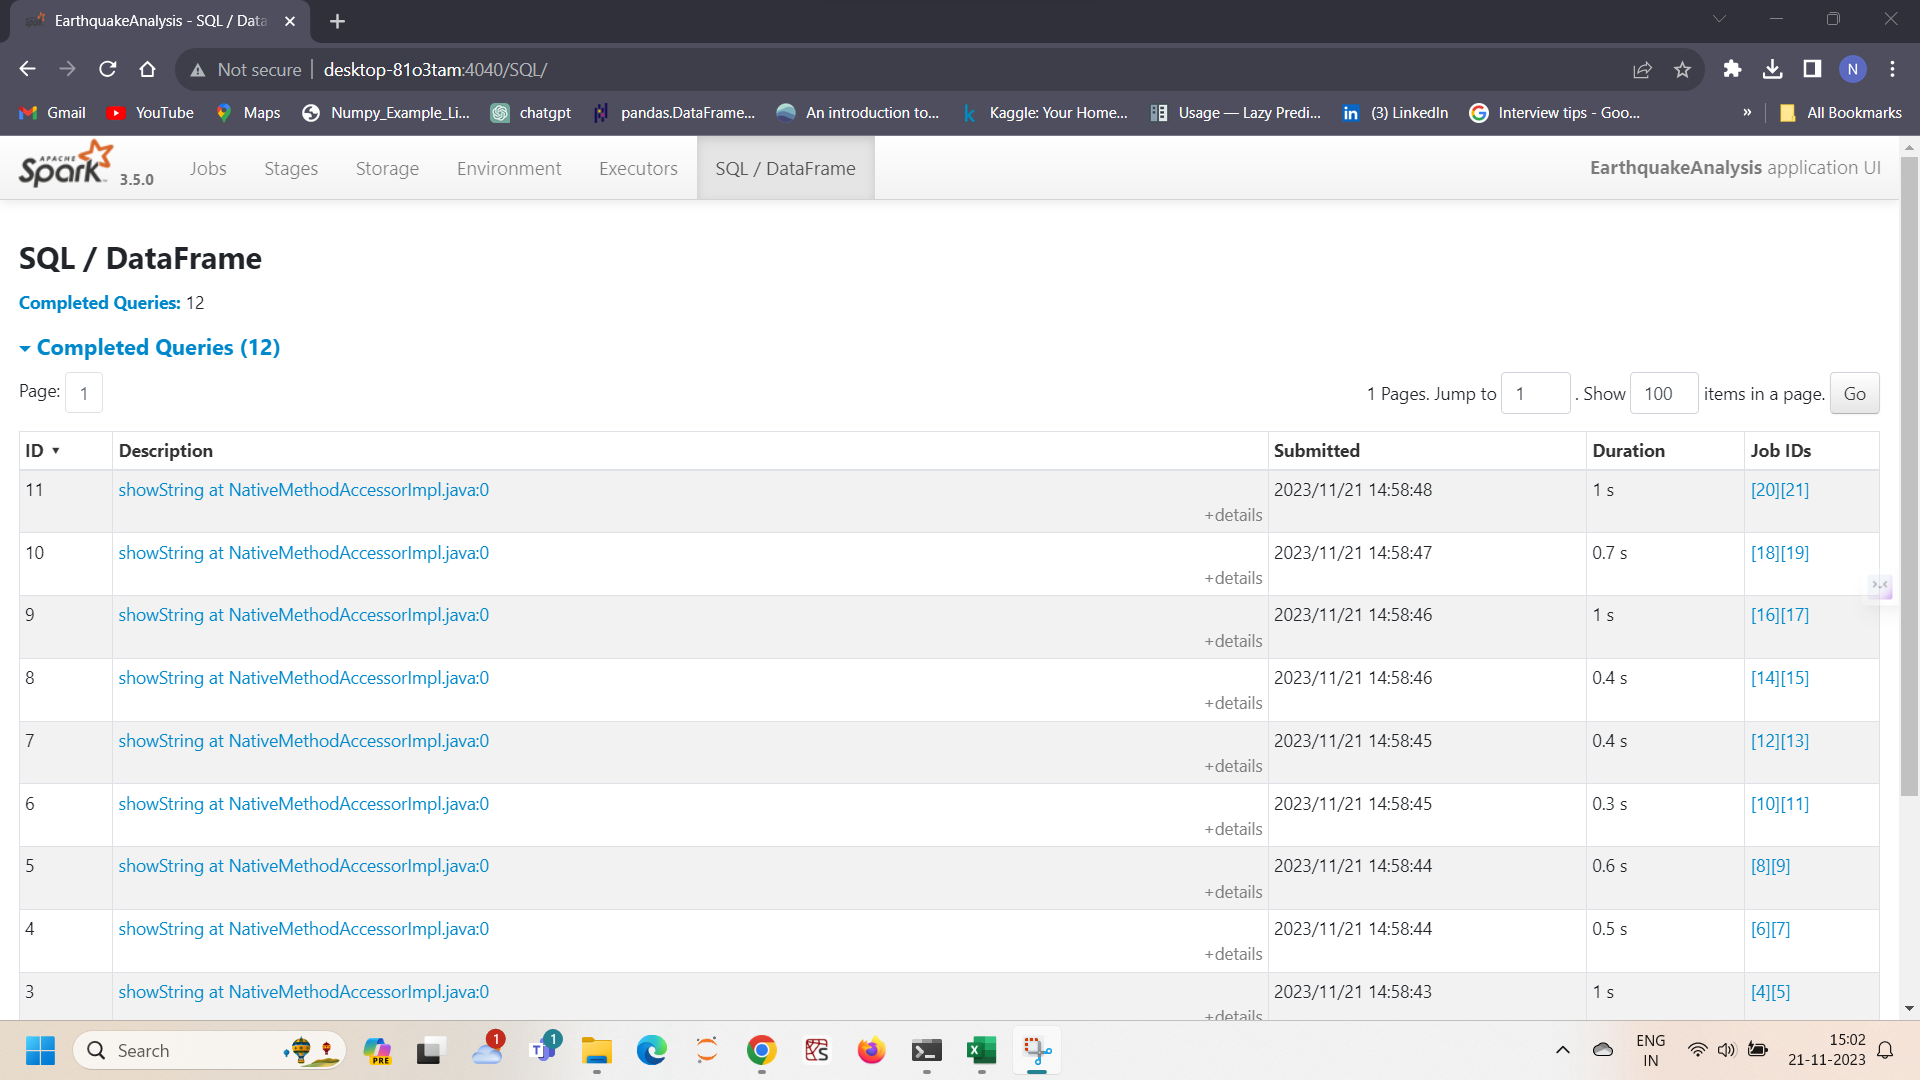 EarthquakeAnalysis - SQL / Data
Not secure desktop-81o3tam:4040/SQL/
N
Gmail YouTube Maps Numpy_Example_Li... chatgpt pandas.DataFrame... An introduction to... Kaggle: Your Home... Usage — Lazy Predi... (3) LinkedIn Interview tips - Goo... » All Bookmarks
APACHE Spark 3.5.0 Jobs Stages Storage Environment Executors SQL / DataFrame EarthquakeAnalysis application UI
SQL / DataFrame
Completed Queries: 12
Completed Queries (12)
Page: 1 1 Pages. Jump to 1 . Show 100 items in a page. Go
ID Description Submitted Duration Job IDs
11 showString at NativeMethodAccessorImpl.java:0 2023/11/21 14:58:48 1 s [20][21]
+details
10 showString at NativeMethodAccessorImpl.java:0 2023/11/21 14:58:47 0.7 s [18][19]
+details
9 showString at NativeMethodAccessorImpl.java:0 2023/11/21 14:58:46 1 s [16][17]
+details
8 showString at NativeMethodAccessorImpl.java:0 2023/11/21 14:58:46 0.4 s [14][15]
+details
7 showString at NativeMethodAccessorImpl.java:0 2023/11/21 14:58:45 0.4 s [12][13]
+details
6 showString at NativeMethodAccessorImpl.java:0 2023/11/21 14:58:45 0.3 s [10][11]
+details
5 showString at NativeMethodAccessorImpl.java:0 2023/11/21 14:58:44 0.6 s [8][9]
+details
4 showString at NativeMethodAccessorImpl.java:0 2023/11/21 14:58:44 0.5 s [6][7]
+details
3 showString at NativeMethodAccessorImpl.java:0 2023/11/21 14:58:43 1 s [4][5]
+details
Search PRE 1 1 ENG 15:02
IN 21-11-2023